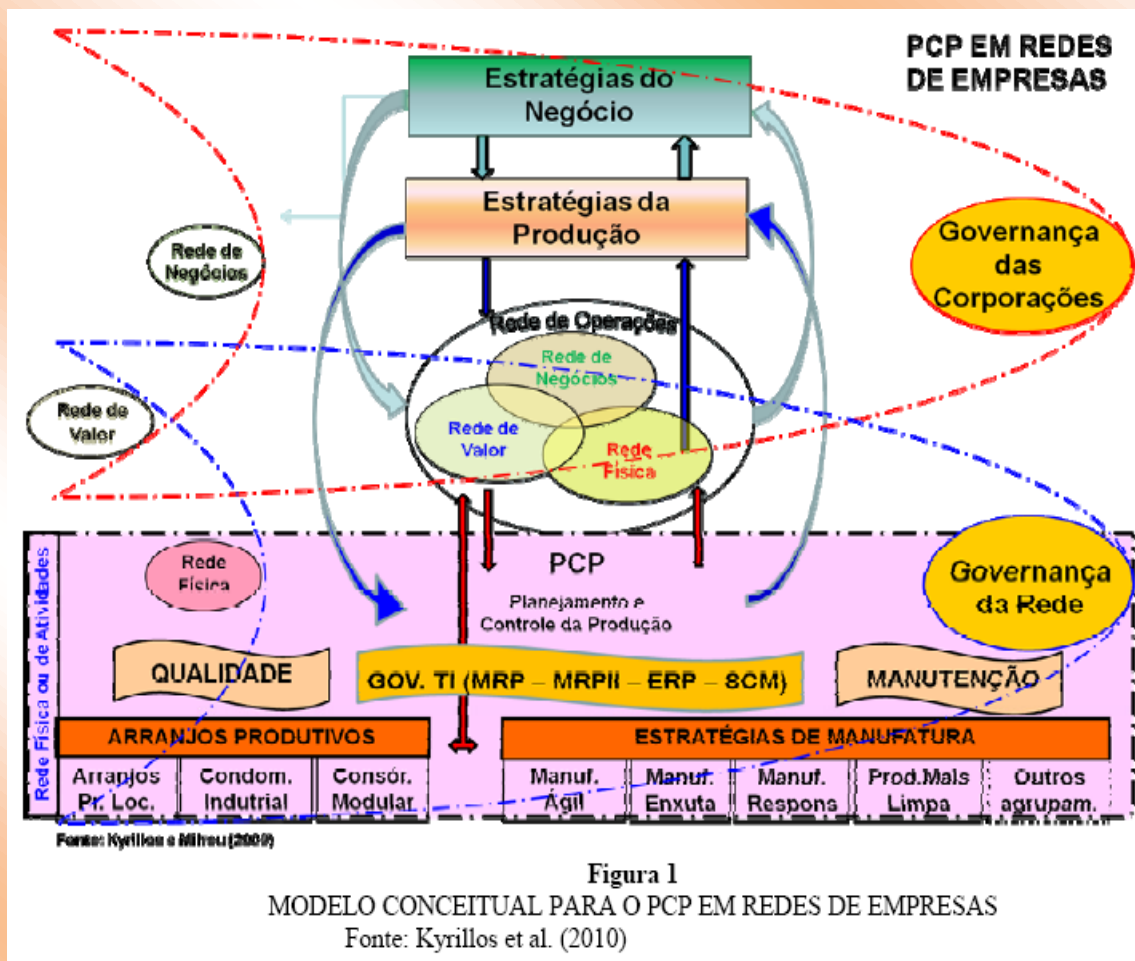 PCP EM REDES
DE EMPRESAS
Estratégias do
Negócio
Estratégias da
Produção
Rede de
Negócios
Governança
das
Corporações
Rede de Operações
Rede de
Negócios
Rede de
Valor
Rede de
Valor
Rede
Física
Rede Física ou de Atividades
Rede
Física
PCP
Planejamento e
Controle da Produção
Governança
da Rede
QUALIDADE
GOV. TI (MRP – MRPII – ERP – SCM)
MANUTENÇÃO
ARRANJOS PRODUTIVOS
ESTRATÉGIAS DE MANUFATURA
Arranjos
Pr. Loc.
Condom.
Indutrial
Consór.
Modular
Manuf.
Ágil
Manuf.
Enxuta
Manuf.
Respons
Prod.Mais
Limpa
Outros
agrupam.
Fonte: Kyrillos e
Figura 1
MODELO CONCEITUAL PARA O PCP EM REDES DE EMPRESAS
Fonte: Kyrillos et al. (2010)